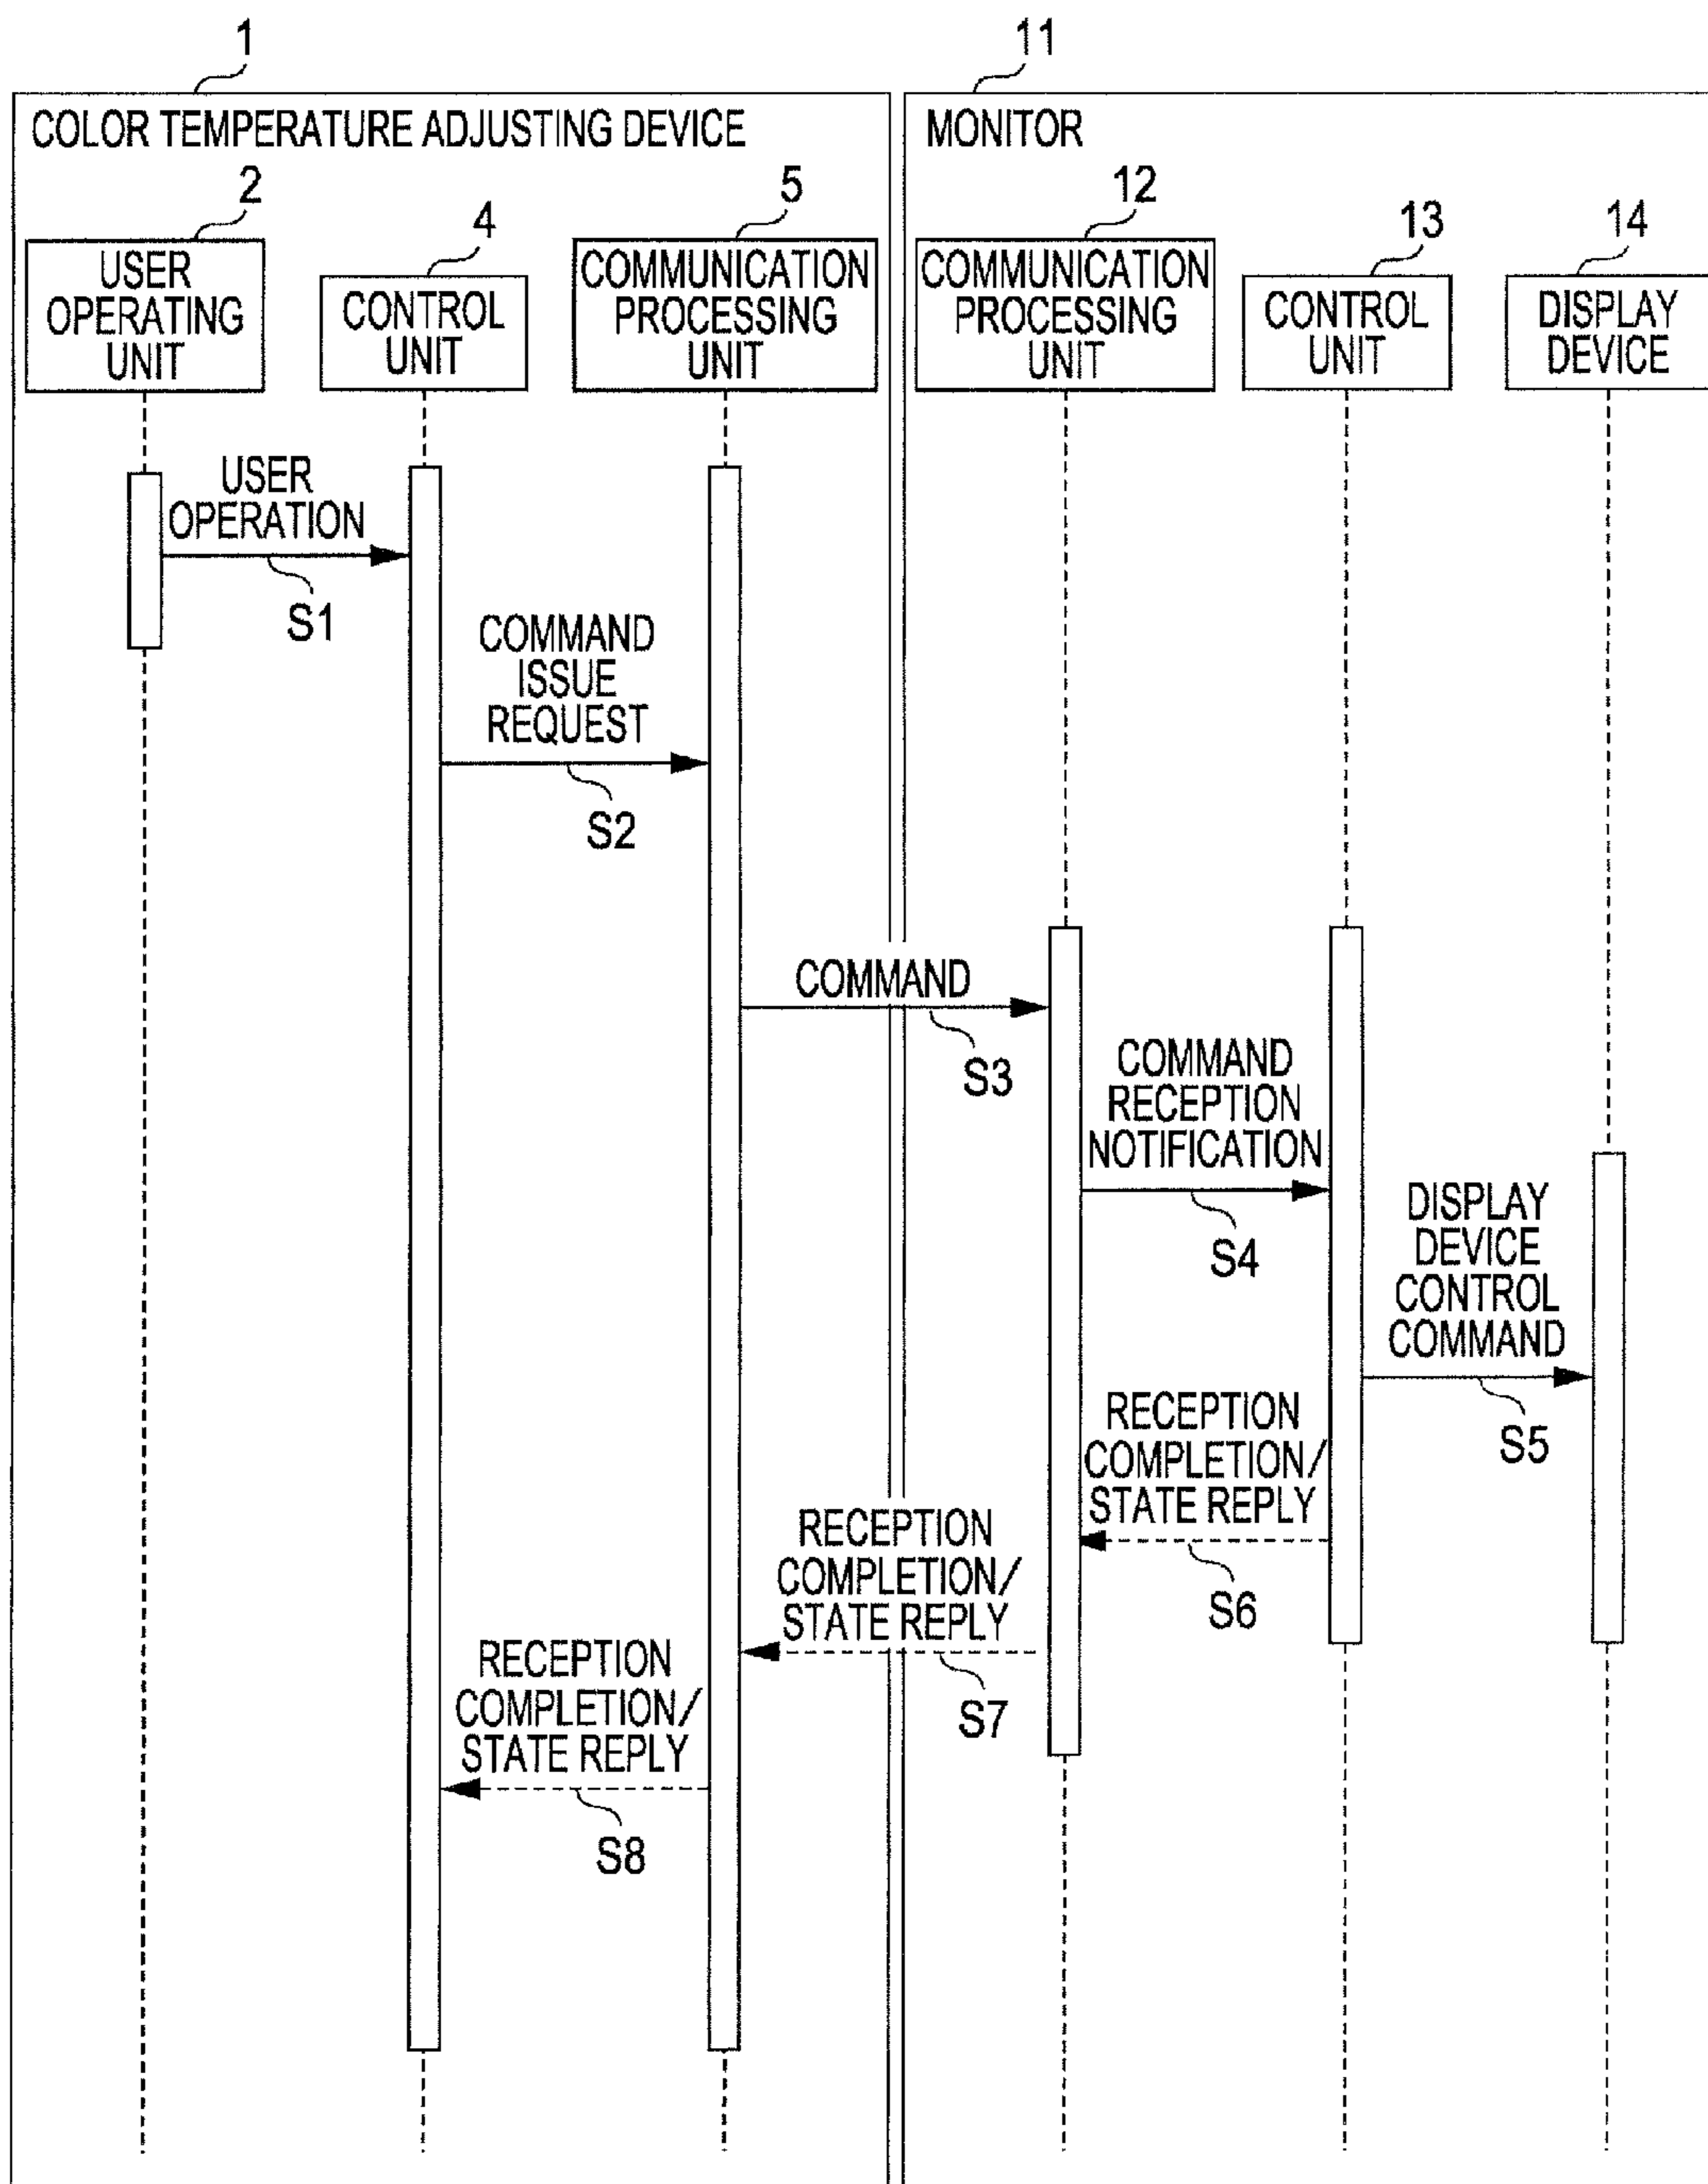 1
11
COLOR TEMPERATURE ADJUSTING DEVICE
MONITOR
2
4
5
12
13
14
USER
OPERATING
UNIT
CONTROL
UNIT
COMMUNICATION
PROCESSING
UNIT
COMMUNICATION
PROCESSING
UNIT
CONTROL
UNIT
DISPLAY
DEVICE
USER
OPERATION
S1
COMMAND
ISSUE
REQUEST
S2
COMMAND
S3
COMMAND
RECEPTION
NOTIFICATION
S4
DISPLAY
DEVICE
CONTROL
COMMAND
S5
RECEPTION
COMPLETION/
STATE REPLY
S6
RECEPTION
COMPLETION/
STATE REPLY
S7
RECEPTION
COMPLETION/
STATE REPLY
S8